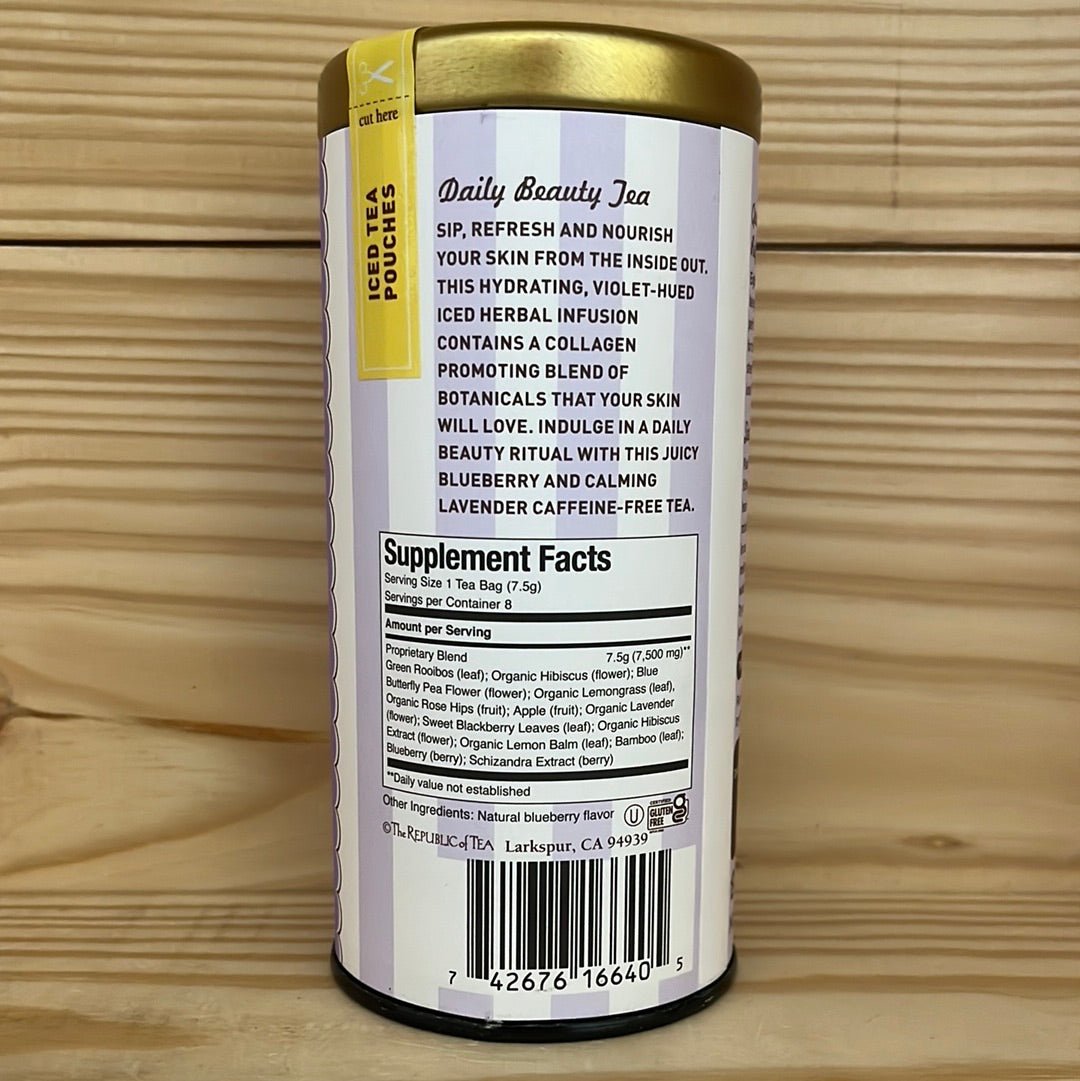 cut here
ICED TEA
POUCHES
Daily Beauty Tea
SIP, REFRESH AND NOURISH
YOUR SKIN FROM THE INSIDE OUT.
THIS HYDRATING, VIOLET-HUED
ICED HERBAL INFUSION
CONTAINS A COLLAGEN
PROMOTING BLEND OF
BOTANICALS THAT YOUR SKIN
WILL LOVE. INDULGE IN A DAILY
BEAUTY RITUAL WITH THIS JUICY
BLUEBERRY AND CALMING
LAVENDER CAFFEINE-FREE TEA.
Supplement Facts
Serving Size 1 Tea Bag (7.5g)
Servings per Container 8
Amount per Serving
Proprietary Blend 7.5g (7,500 mg)**
Green Rooibos (leaf); Organic Hibiscus (flower); Blue
Butterfly Pea Flower (flower); Organic Lemongrass (leaf),
Organic Rose Hips (fruit); Apple (fruit); Organic Lavender
(flower); Sweet Blackberry Leaves (leaf); Organic Hibiscus
Extract (flower); Organic Lemon Balm (leaf); Bamboo (leaf);
Blueberry (berry); Schizandra Extract (berry)
**Daily value not established
Other Ingredients: Natural blueberry flavor U
CERTIFIED
GLUTEN
FREE
©The REPUBLIC of TEA Larkspur, CA 94939
7 42676 16640 5